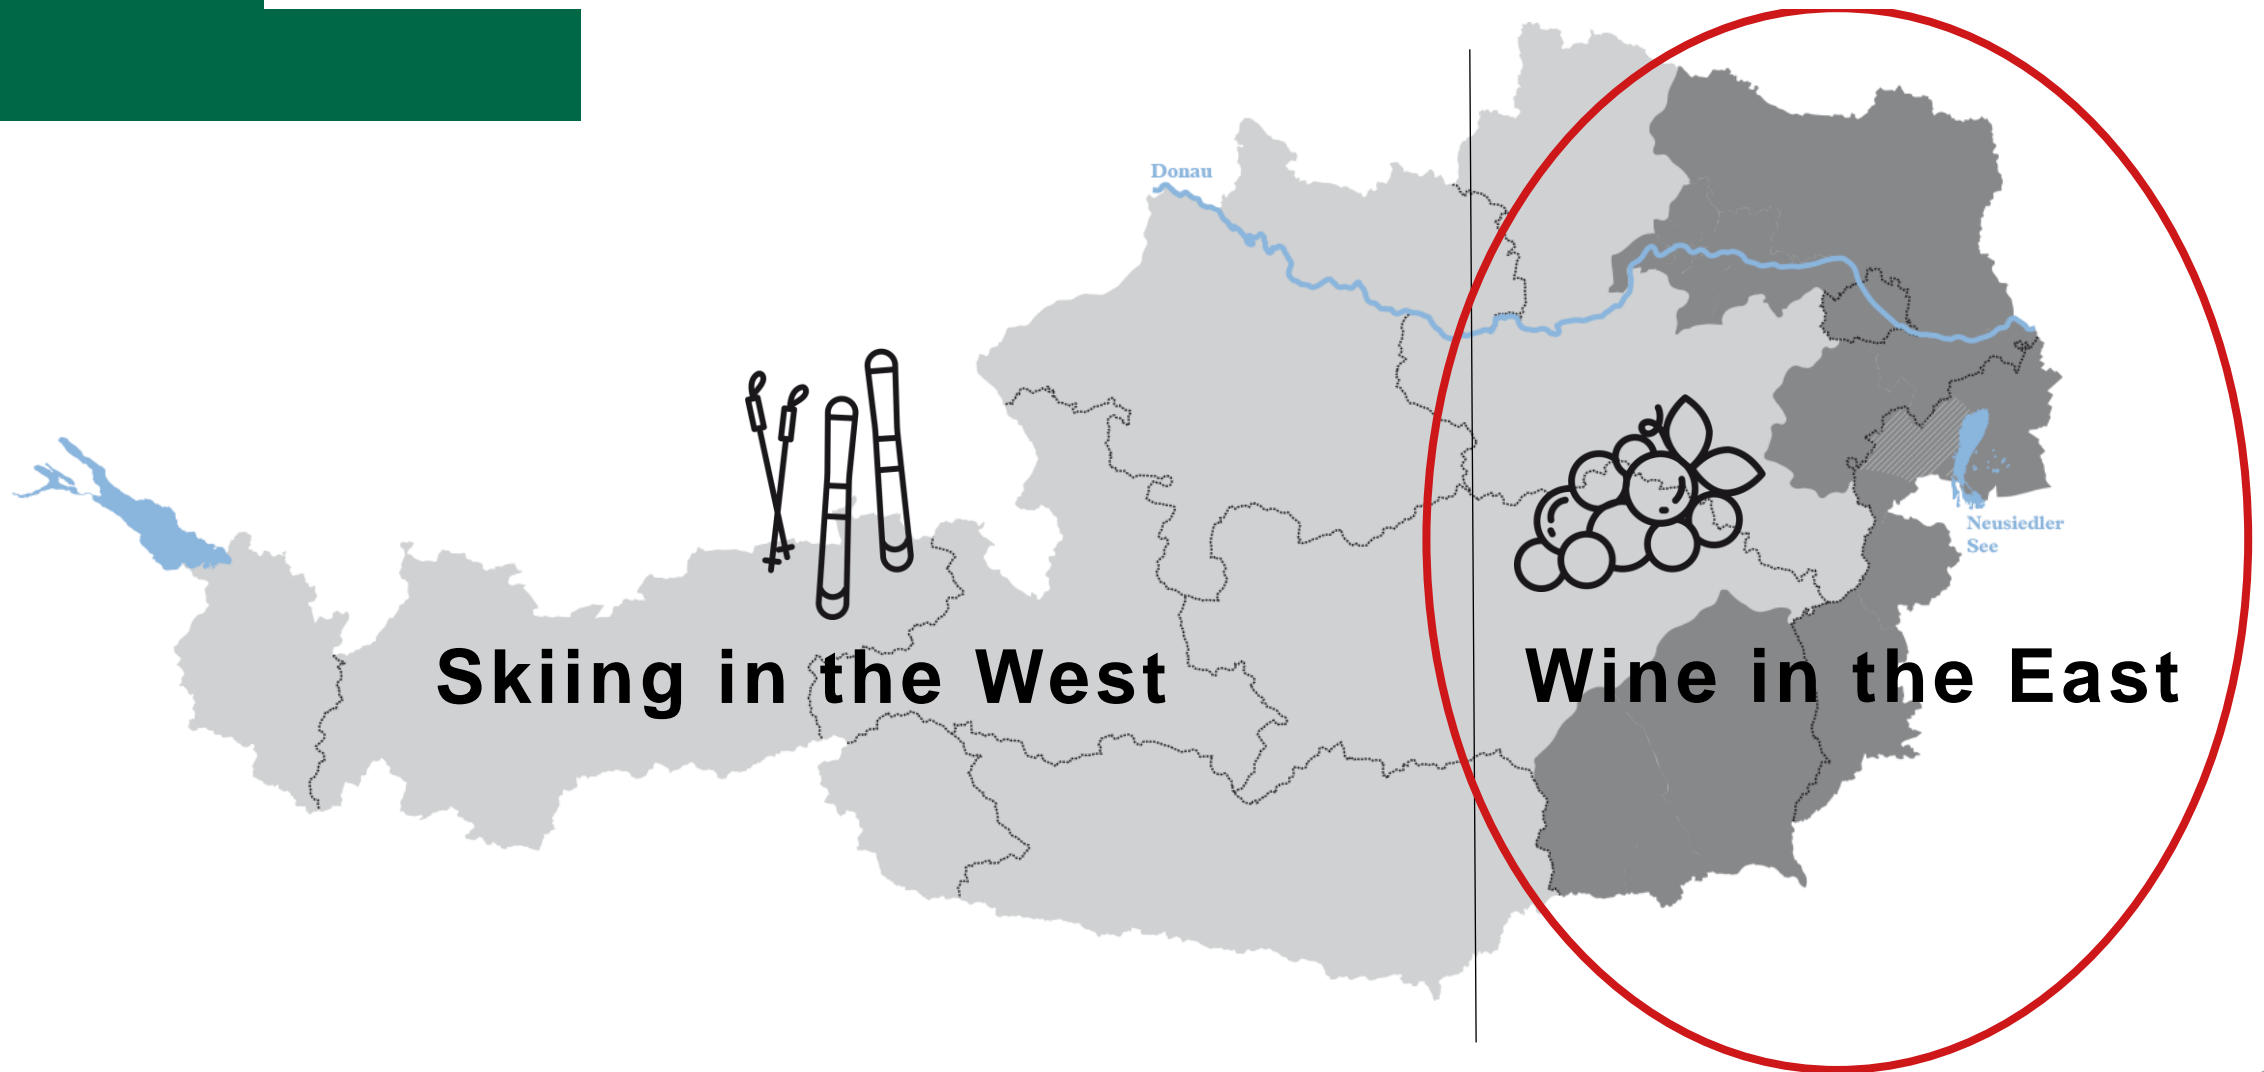 Donau
Neusiedler
See
Skiing in the West
Wine in the East